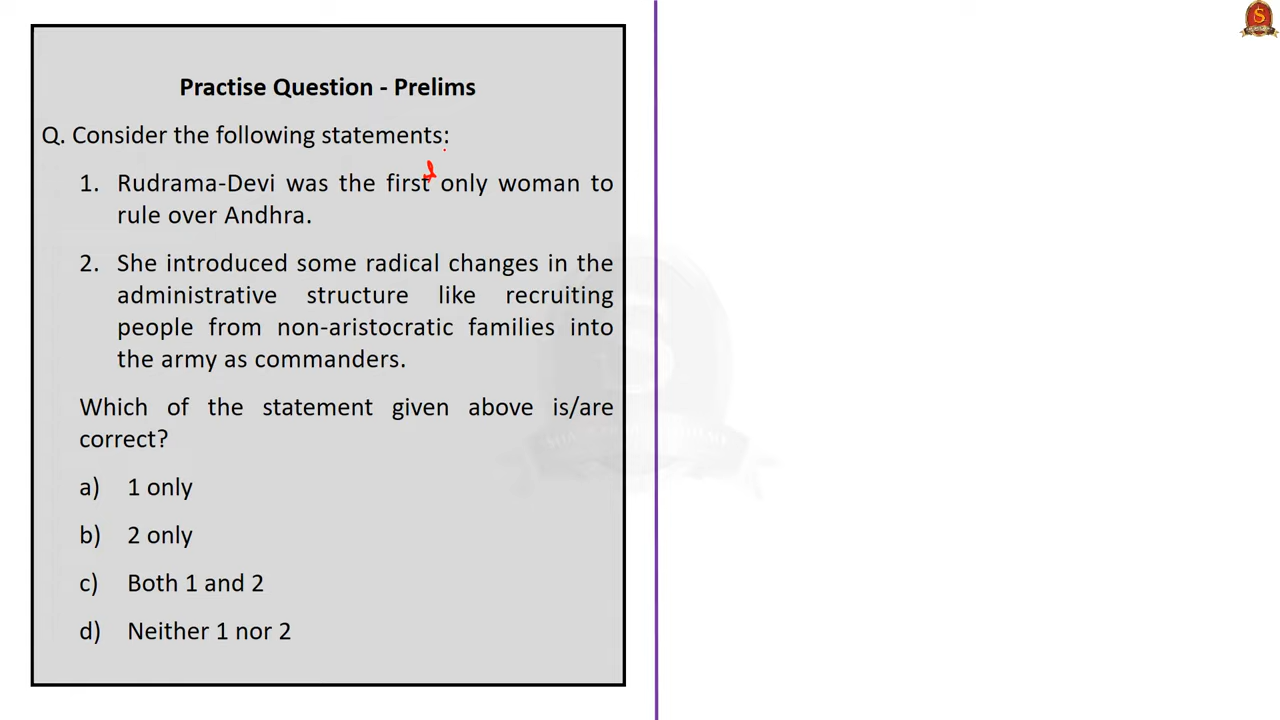 Practise Question - Prelims
Q. Consider the following statements:
1. Rudrama-Devi was the first & only woman to
rule over Andhra.
2. She introduced some radical changes in the
administrative structure like recruiting
people from non-aristocratic families into
the army as commanders.
Which of the statement given above is/are
correct?
a) 1 only
b) 2 only
c) Both 1 and 2
d) Neither 1 nor 2